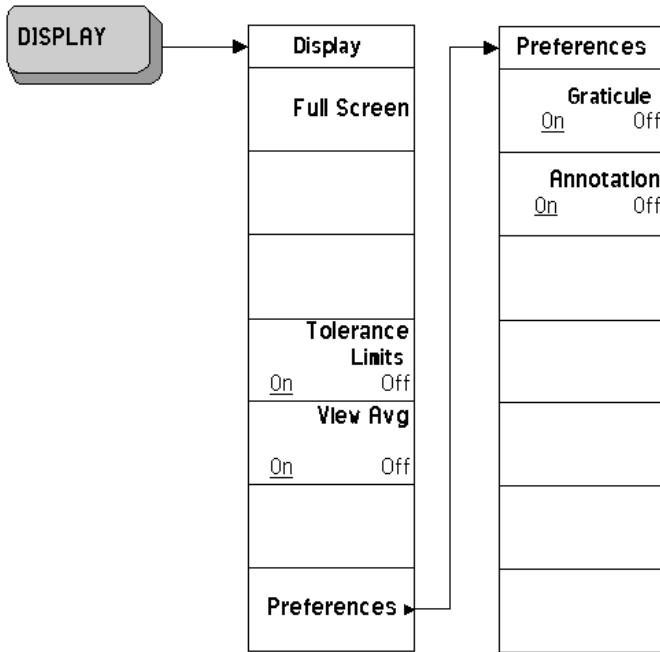 DISPLAY
Display
Full Screen
Tolerance
Limits
On Off
View Avg
On Off
Preferences
Preferences
Graticule
On Off
Annotation
On Off